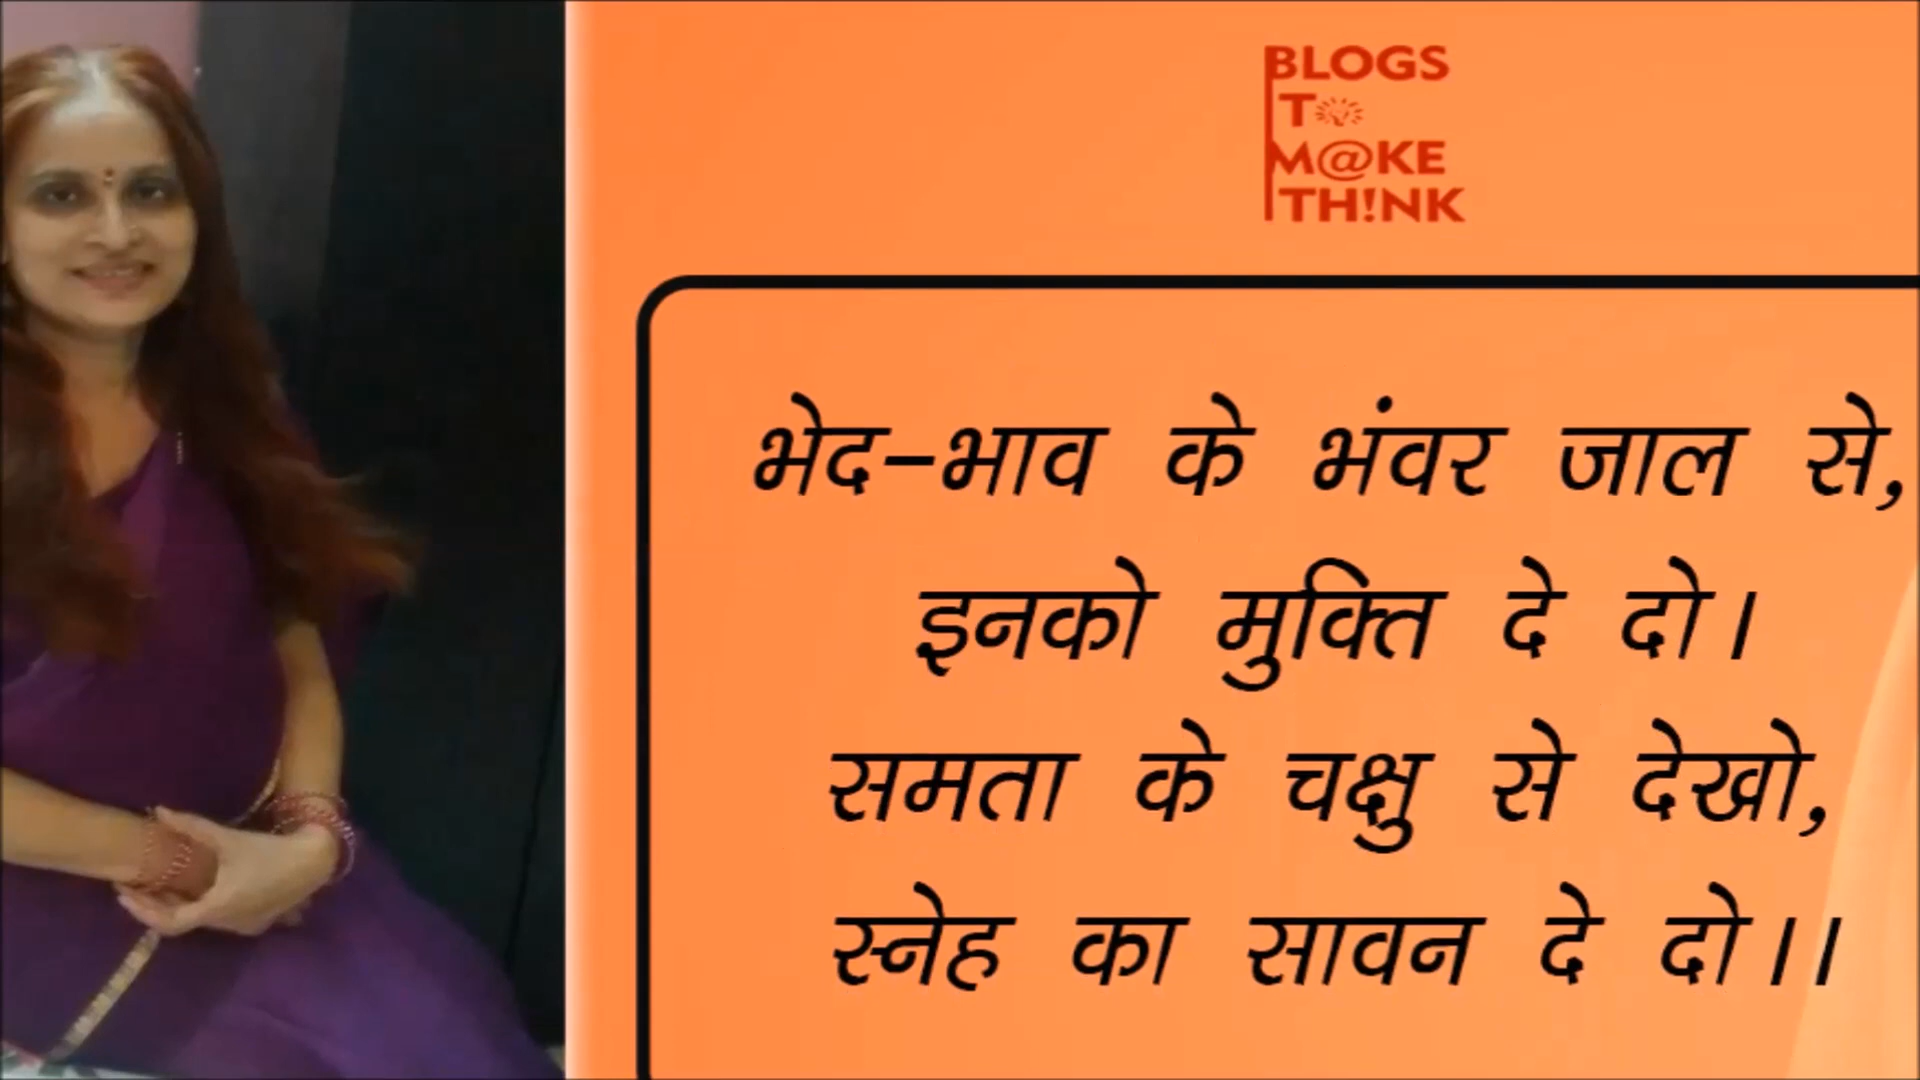 BLOGS
TO
M@KE
TH!NK
भेद-भाव के भंवर जाल से,
इनको मुक्ति दे दो।
समता के चक्षु से देखो,
स्नेह का सावन दे दो।।